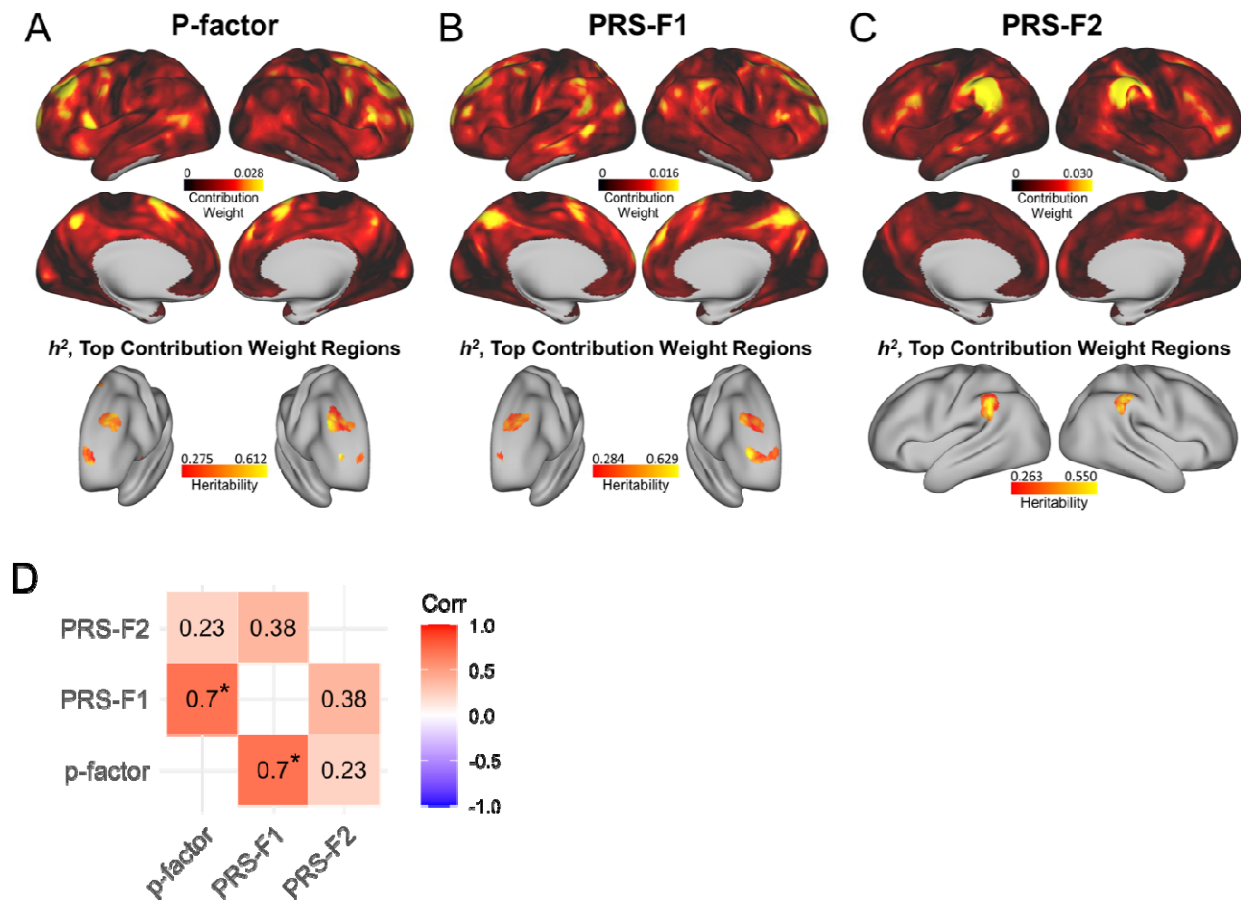 A
P-factor
B
PRS-F1
C
PRS-F2
0 0.028
Contribution
Weight
0 0.016
Contribution
Weight
0 0.030
Contribution
Weight
h², Top Contribution Weight Regions
h², Top Contribution Weight Regions
h², Top Contribution Weight Regions
0.275 0.612
Heritability
0.284 0.629
Heritability
0.263 0.550
Heritability
D
Corr
PRS-F2
0.23 0.38
PRS-F1
0.7* 0.38
p-factor
0.7* 0.23
1.0
0.5
0.0
-0.5
-1.0
p-factor
PRS-F1
PRS-F2